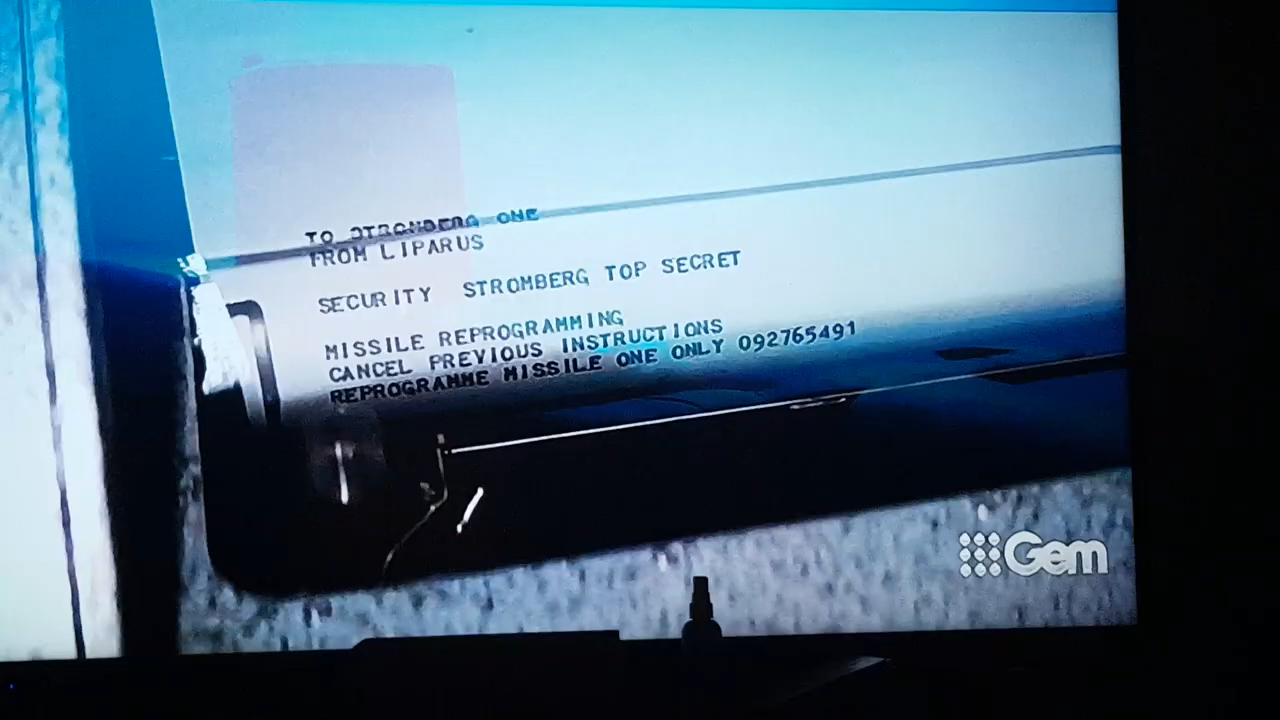 TO STROMBERG ONE
FROM LIPARUS
SECURITY STROMBERG TOP SECRET
MISSILE REPROGRAMMING
CANCEL PREVIOUS INSTRUCTIONS
REPROGRAMME MISSILE ONE ONLY 092765491
Gem